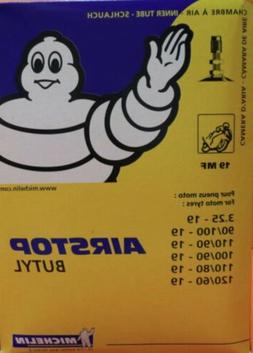 CHAMBRE À AIR - INNER TUBE - SCHLAUCH
CAMERA D'ARIA - CÁMARA DE AIRE
19 MF
www.michelin.com
Pour pneus moto :
For moto tyres :
3.25 - 19
90/100 - 19
110/90 - 19
100/90 - 19
110/80 - 19
120/60 - 19
AIRSTOP
BUTYL
MICHELIN